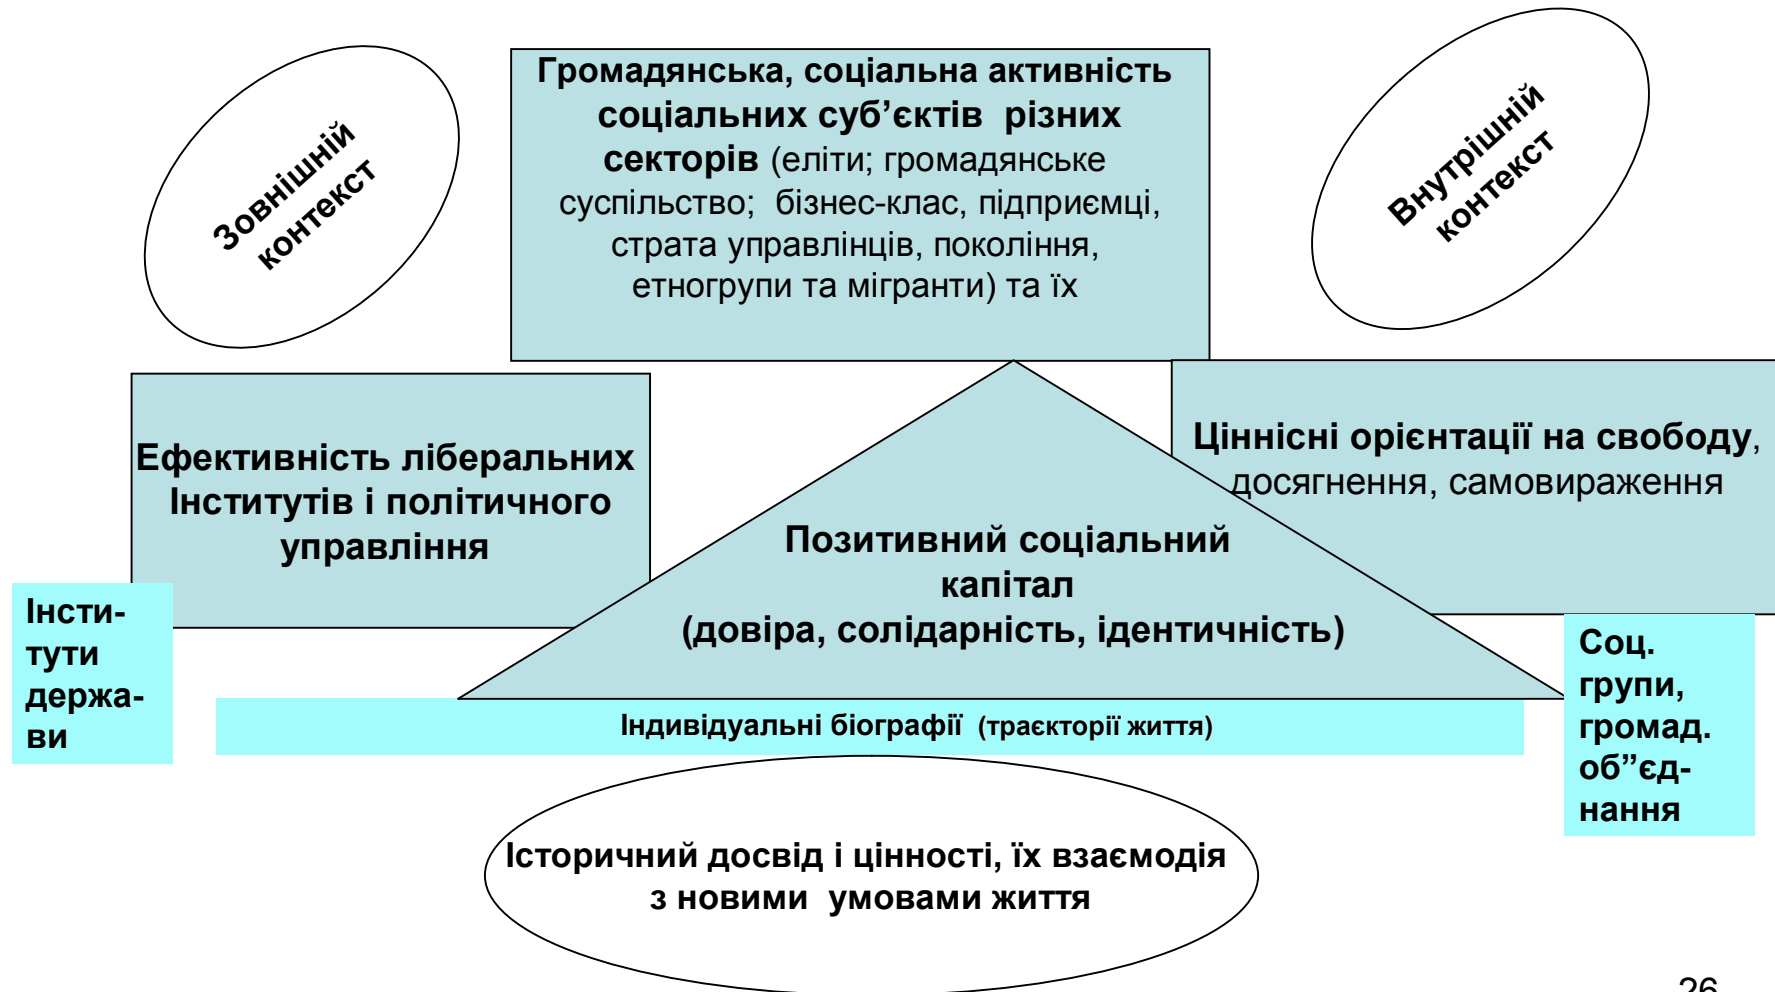 Зовнішній
контекст
Громадянська, соціальна активність
соціальних суб’єктів різних
секторів (еліти; громадянське
суспільство; бізнес-клас, підприємці,
страта управлінців, покоління,
етногрупи та мігранти) та їх
Внутрішній
контекст
Ефективність ліберальних
Інститутів і політичного
управління
Ціннісні орієнтації на свободу,
досягнення, самовираження
Позитивний соціальний
капітал
(довіра, солідарність, ідентичність)
Інсти-
тути
держа-
ви
Соц.
групи,
громад.
об”єд-
нання
Індивідуальні біографії (траєкторії життя)
Історичний досвід і цінності, їх взаємодія
з новими умовами життя
26